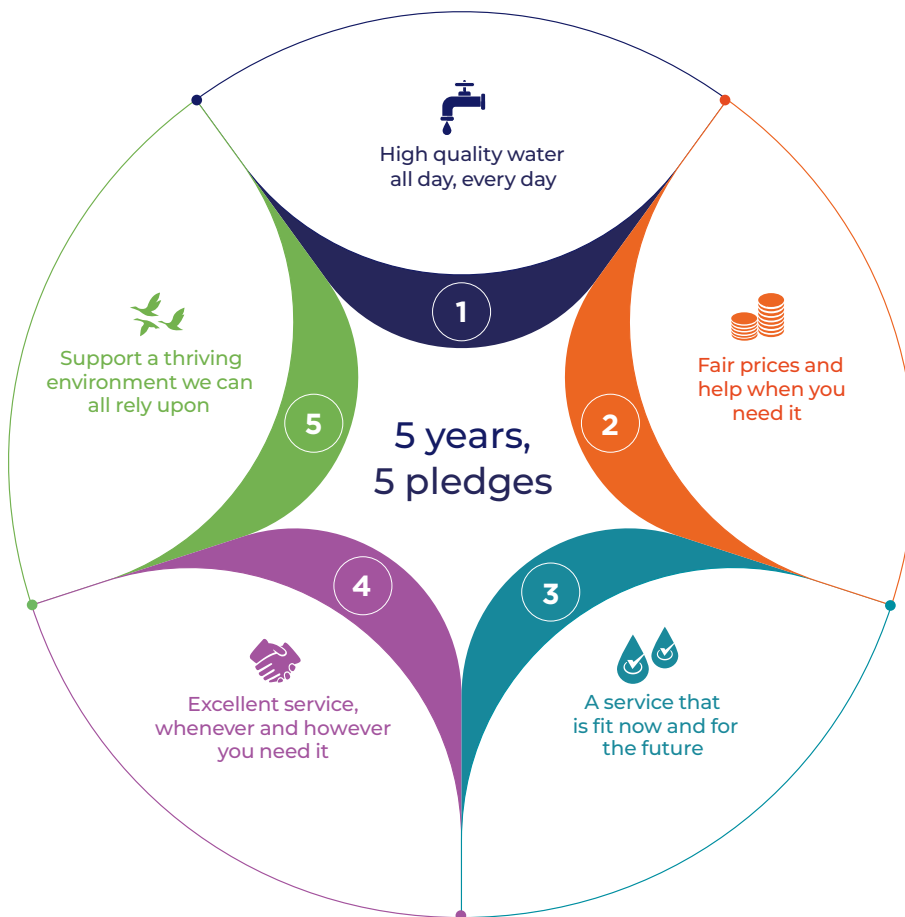 High quality water
all day, every day
1
Fair prices and
help when you
need it
2
A service that
is fit now and for
the future
3
Excellent service,
whenever and however
you need it
4
Support a thriving
environment we can
all rely upon
5
5 years,
5 pledges